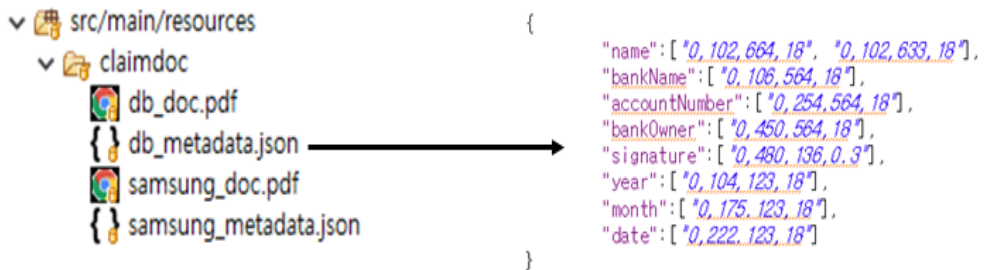 src/main/resources
claimdoc
db_doc.pdf
db_metadata.json
samsung_doc.pdf
samsung_metadata.json
{
"name":["0,102,664,18", "0,102,633,18"],
"bankName":["0,106,564,18"],
"accountNumber":["0,254,564,18"],
"bankOwner":["0,450,564,18"],
"signature":["0,480,136,0.3"],
"year":["0,104,123,18"],
"month":["0,175,123,18"],
"date":["0,222,123,18"]
}